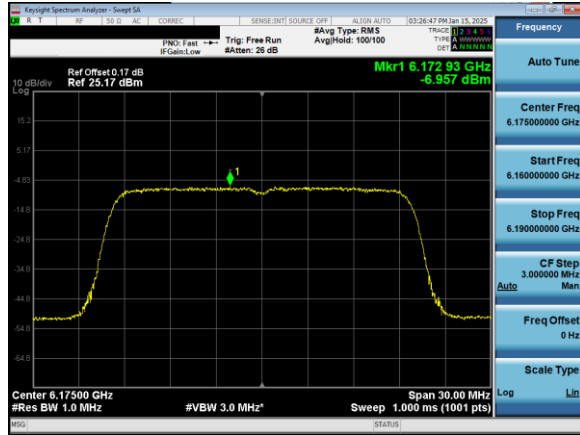 Keysight Spectrum Analyzer - Swept SA
R T RF 50 Ω AC CORREC SENSE:INT SOURCE OFF ALIGN AUTO 03:26:47 PM Jan 15, 2025
PNO: Fast Trig: Free Run #Avg Type: RMS TRACE 1 2 3 4 5 6
IFGain:Low #Atten: 26 dB Avg|Hold: 100/100 TYPE A WWWWW
DET A N N N N N
Ref Offset 0.17 dB Mkr1 6.172 93 GHz
10 dB/div Ref 25.17 dBm -6.957 dBm
Log
15.2
5.17
-4.83
-14.8
-24.8
-34.8
-44.8
-54.8
-64.8
1
Center 6.17500 GHz Span 30.00 MHz
#Res BW 1.0 MHz #VBW 3.0 MHz* Sweep 1.000 ms (1001 pts)
MSG STATUS
Frequency
Auto Tune
Center Freq
6.175000000 GHz
Start Freq
6.160000000 GHz
Stop Freq
6.190000000 GHz
CF Step
3.000000 MHz
Auto Man
Freq Offset
0 Hz
Scale Type
Log Lin